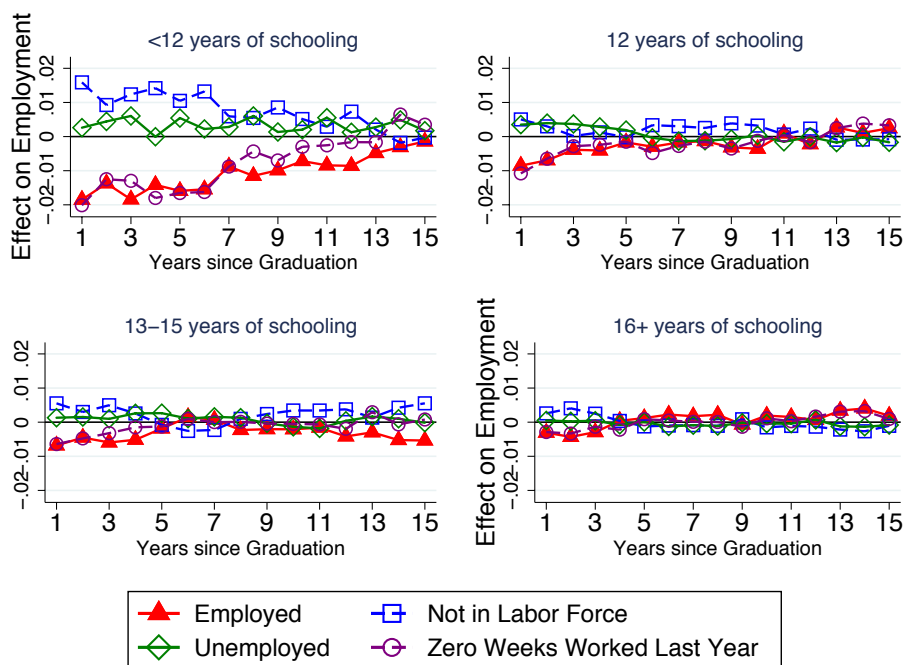 <12 years of schooling
Effect on Employment
.02
.01
0
-.01
-.02
1 3 5 7 9 11 13 15
Years since Graduation
12 years of schooling
.02
.01
0
-.01
-.02
1 3 5 7 9 11 13 15
Years since Graduation
13–15 years of schooling
.02
.01
0
-.01
-.02
1 3 5 7 9 11 13 15
Years since Graduation
16+ years of schooling
Effect on Employment
.02
.01
0
-.01
-.02
1 3 5 7 9 11 13 15
Years since Graduation
Employed
Not in Labor Force
Unemployed
Zero Weeks Worked Last Year